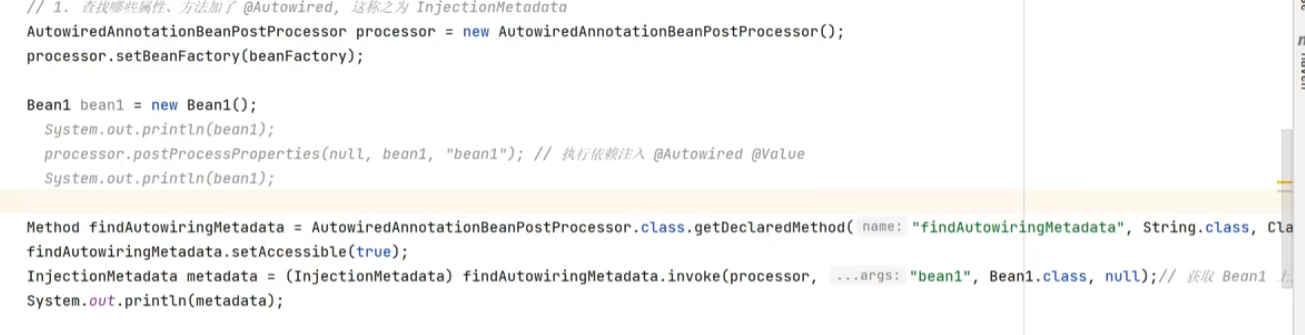 // 1. 查找哪些属性、方法加了 @Autowired, 这称之为 InjectionMetadata
AutowiredAnnotationBeanPostProcessor processor = new AutowiredAnnotationBeanPostProcessor();
processor.setBeanFactory(beanFactory);
Bean1 bean1 = new Bean1();
System.out.println(bean1);
processor.postProcessProperties(null, bean1, "bean1"); // 执行依赖注入 @Autowired @Value
System.out.println(bean1);
Method findAutowiringMetadata = AutowiredAnnotationBeanPostProcessor.class.getDeclaredMethod( name: "findAutowiringMetadata", String.class, Cla
findAutowiringMetadata.setAccessible(true);
InjectionMetadata metadata = (InjectionMetadata) findAutowiringMetadata.invoke(processor, ...args: "bean1", Bean1.class, null);// 获取 Bean1
System.out.println(metadata);